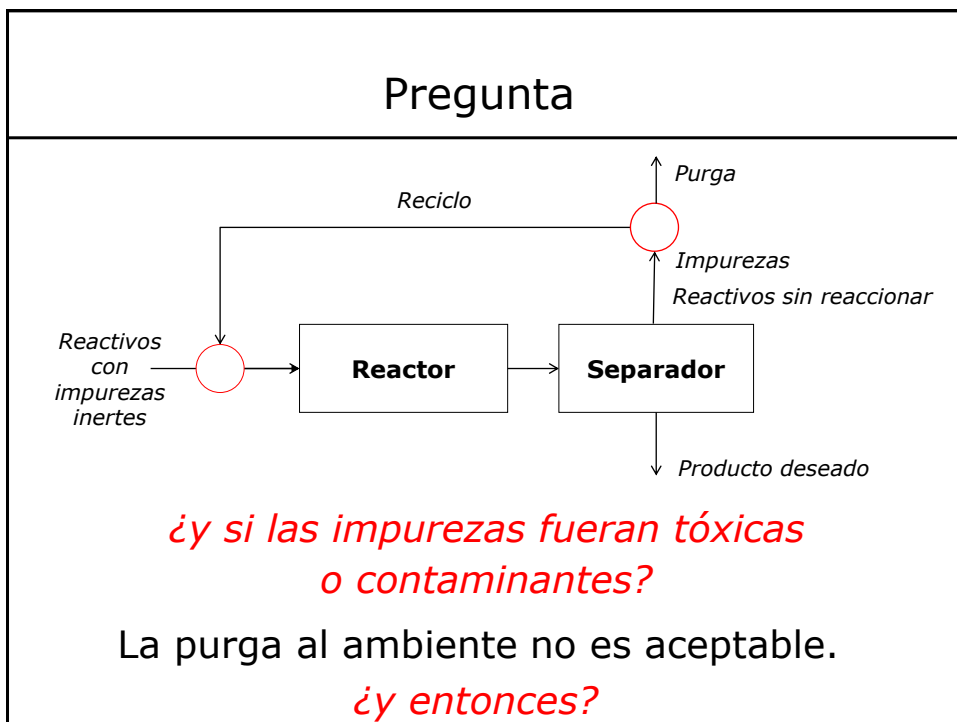 Pregunta
Purga
Reciclo
Impurezas
Reactivos sin reaccionar
Reactivos
con
impurezas
inertes
Reactor
Separador
Producto deseado
¿y si las impurezas fueran tóxicas
o contaminantes?
La purga al ambiente no es aceptable.
¿y entonces?